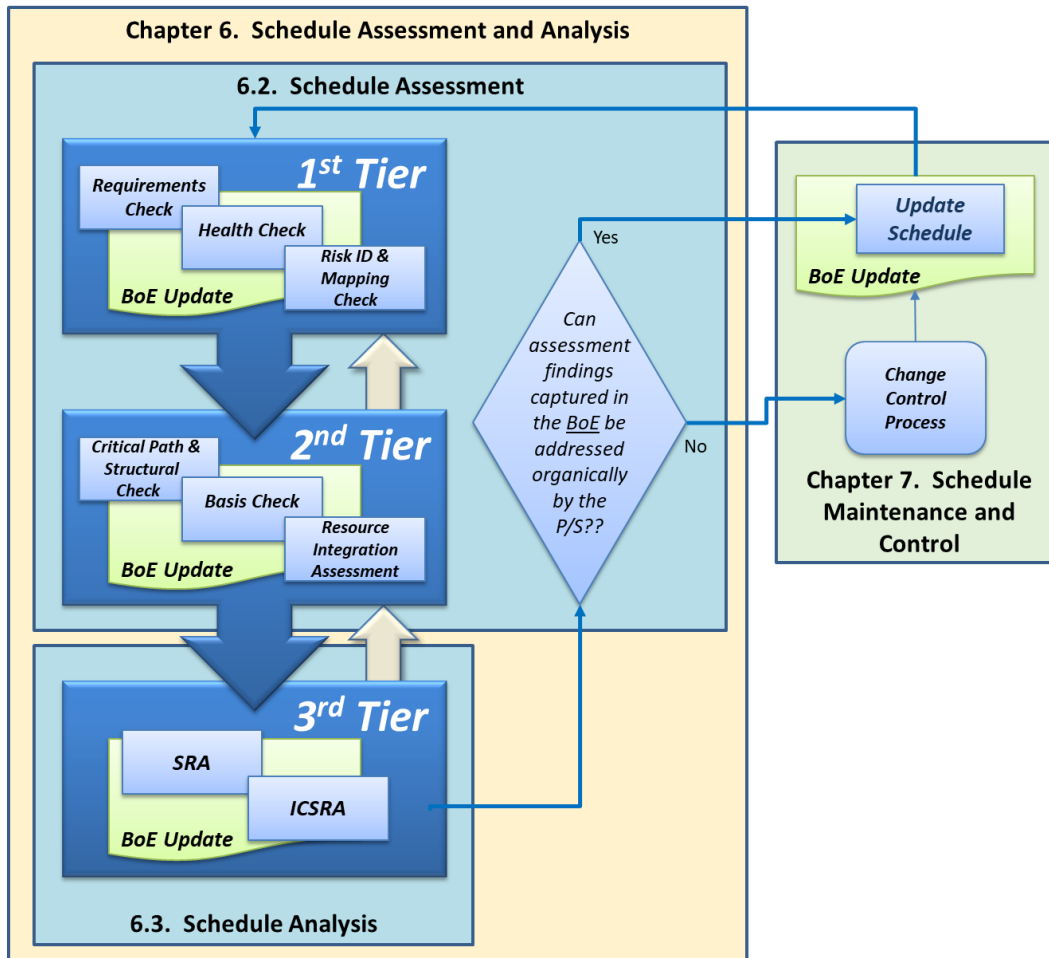 Chapter 6.  Schedule Assessment and Analysis
6.2.  Schedule Assessment
1st Tier
Requirements
Check
Health Check
Risk ID &
Mapping
Check
BoE Update
2nd Tier
Critical Path &
Structural
Check
Basis Check
Resource
Integration
Assessment
BoE Update
3rd Tier
SRA
ICSRA
BoE Update
6.3.  Schedule Analysis
Can
assessment
findings
captured in
the BoE be
addressed
organically
by the
P/S??
Yes
No
Update
Schedule
BoE Update
Change
Control
Process
Chapter 7.  Schedule
Maintenance and
Control